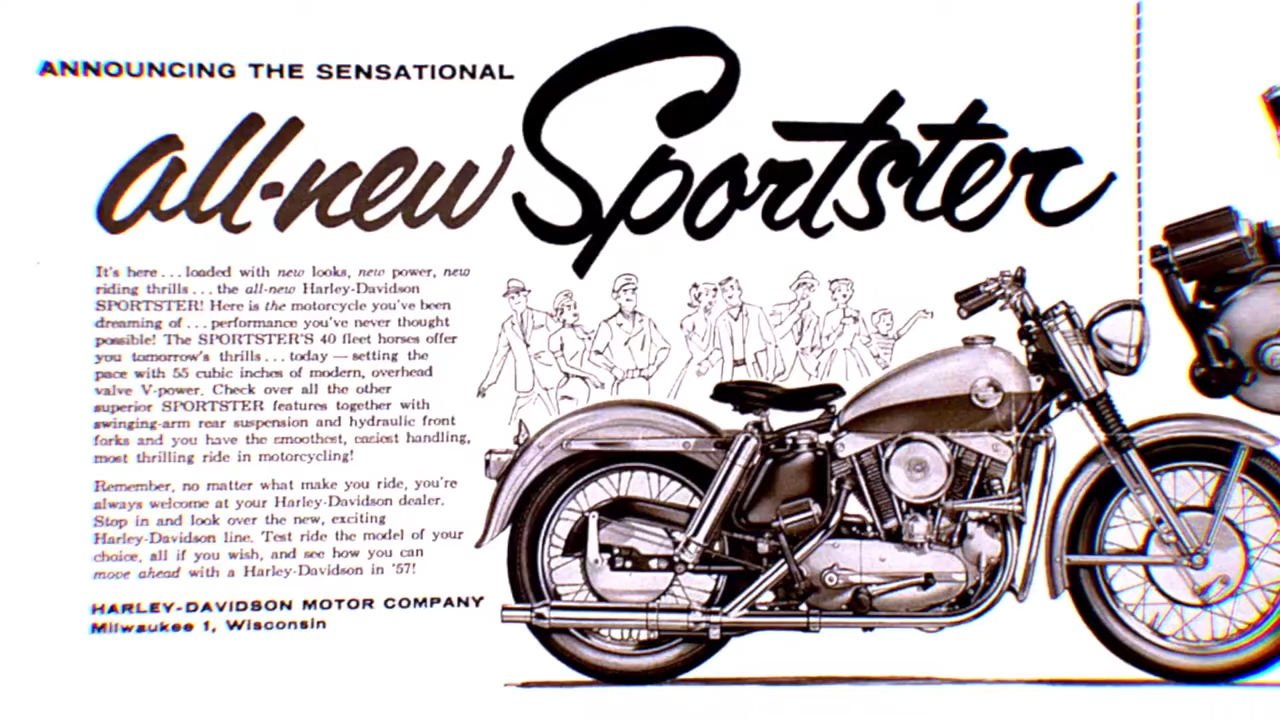 ANNOUNCING THE SENSATIONAL
all-new Sportster
It's here...loaded with new looks, new power, new
riding thrills...the all-new Harley-Davidson
SPORTSTER! Here is the motorcycle you've been
dreaming of...performance you've never thought
possible! The SPORTSTER'S 40 fleet horses offer
you tomorrow's thrills...today — setting the
pace with 55 cubic inches of modern, overhead
valve V-power. Check over all the other
superior SPORTSTER features together with
swinging-arm rear suspension and hydraulic front
forks and you have the smoothest, easiest handling,
most thrilling ride in motorcycling!
Remember, no matter what make you ride, you're
always welcome at your Harley-Davidson dealer.
Stop in and look over the new, exciting
Harley-Davidson line. Test ride the model of your
choice, all if you wish, and see how you can
move ahead with a Harley-Davidson in '57!
HARLEY-DAVIDSON MOTOR COMPANY
Milwaukee 1, Wisconsin